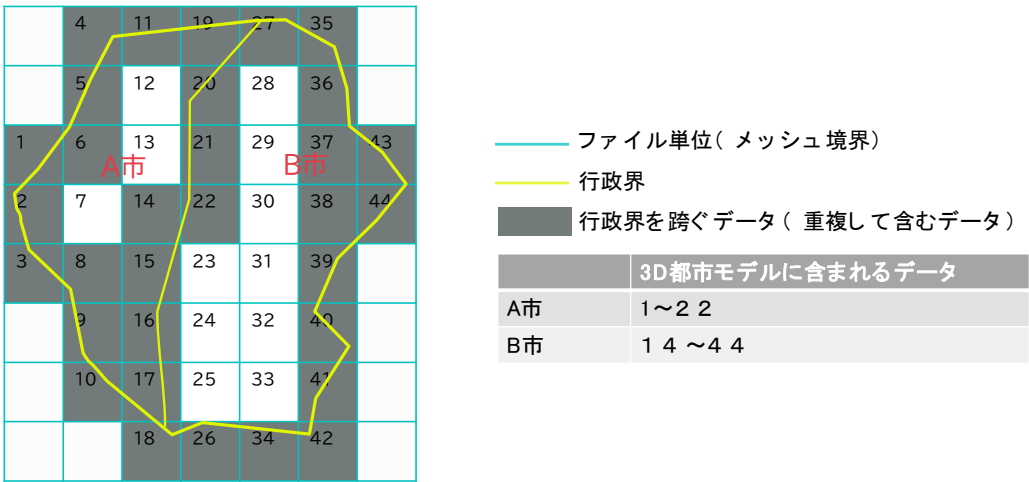 4 11 19 27 35
5 12 20 28 36
1 6 13 21 29 37 43
A市 B市
2 7 14 22 30 38 44
3 8 15 23 31 39
9 16 24 32 40
10 17 25 33 41
18 26 34 42
ファイル単位(メッシュ境界)
行政界
行政界を跨ぐデータ(重複して含むデータ)
3D都市モデルに含まれるデータ
A市 1~22
B市 14~44